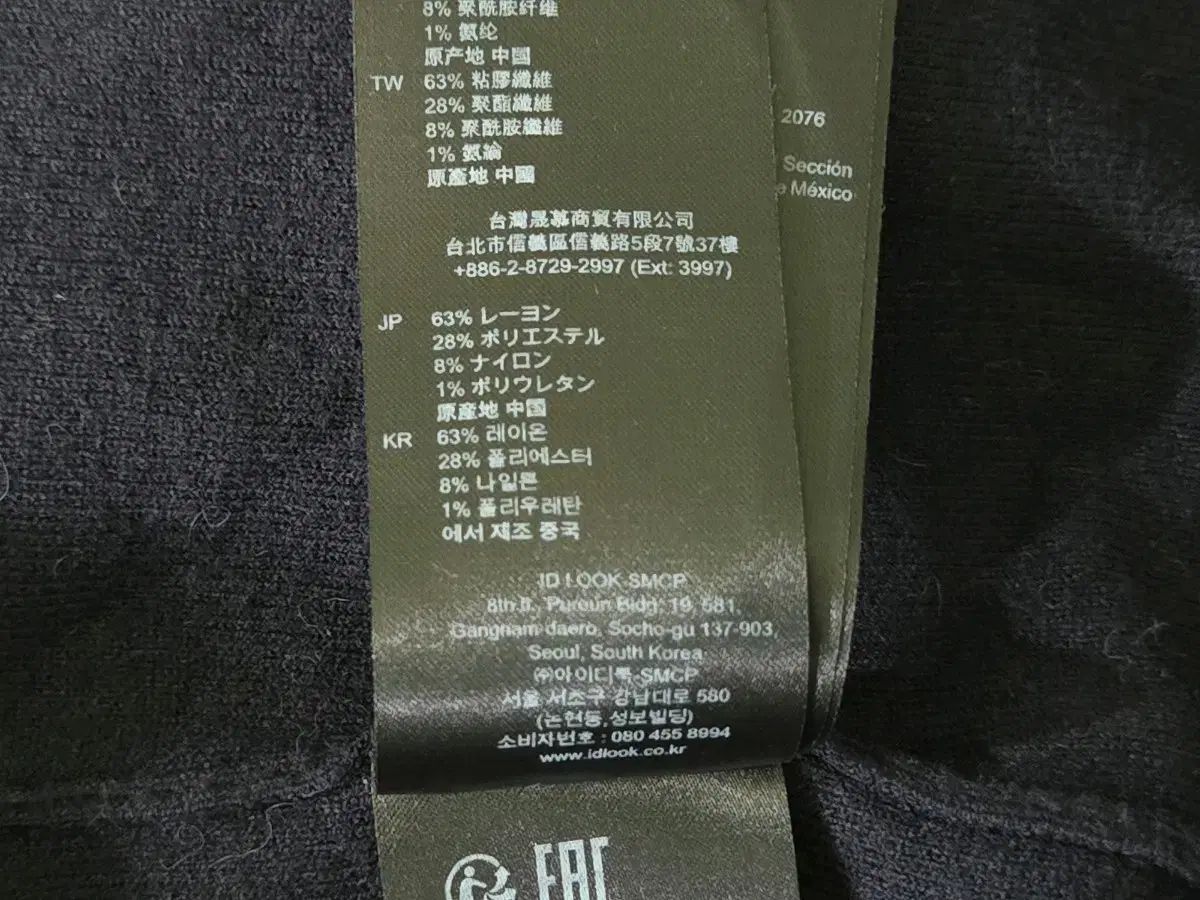 8% 聚酰胺纤维
1% 氨纶
原产地 中國
TW 63% 粘膠纖維
28% 聚酯纖維
8% 聚酰胺纖維
1% 氨綸
原產地 中國
台灣晟慕商貿有限公司
台北市信義區信義路5段7號37樓
+886-2-8729-2997 (Ext: 3997)
JP 63% レーヨン
28% ポリエステル
8% ナイロン
1% ポリウレタン
原産地 中国
KR 63% 레이온
28% 폴리에스터
8% 나일론
1% 폴리우레탄
에서 제조 중국
ID LOOK SMCP
8th fl., Pureun Bldg. 19, 581,
Gangnam-daero, Socho-gu 137-903,
Seoul, South Korea
㈜아이디룩 SMCP
서울 서초구 강남대로 580
(논현동,성보빌딩)
소비자번호 : 080 455 8994
www.idlook.co.kr
2076
Sección
e México
EAC